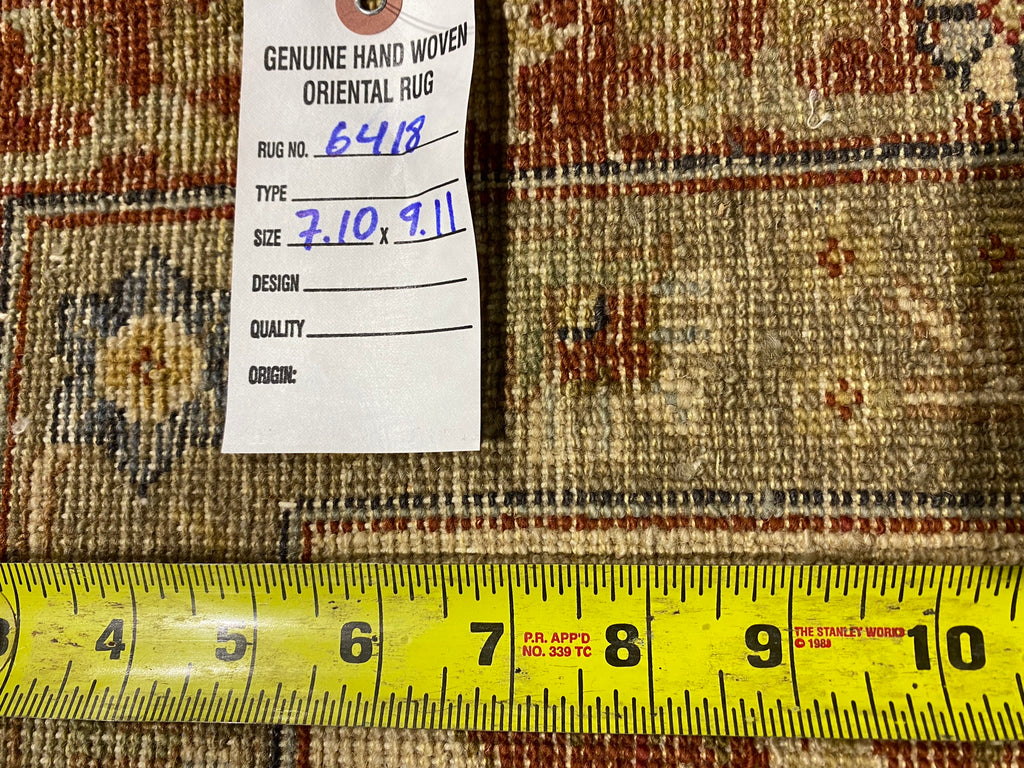 GENUINE HAND WOVEN
ORIENTAL RUG
RUG NO. 6418
TYPE
SIZE 7.10 x 9.11
DESIGN
QUALITY
ORIGIN:
3 4 5 6 7 8 9 10
P.R. APP'D
NO. 339 TC
THE STANLEY WORKS
© 1983